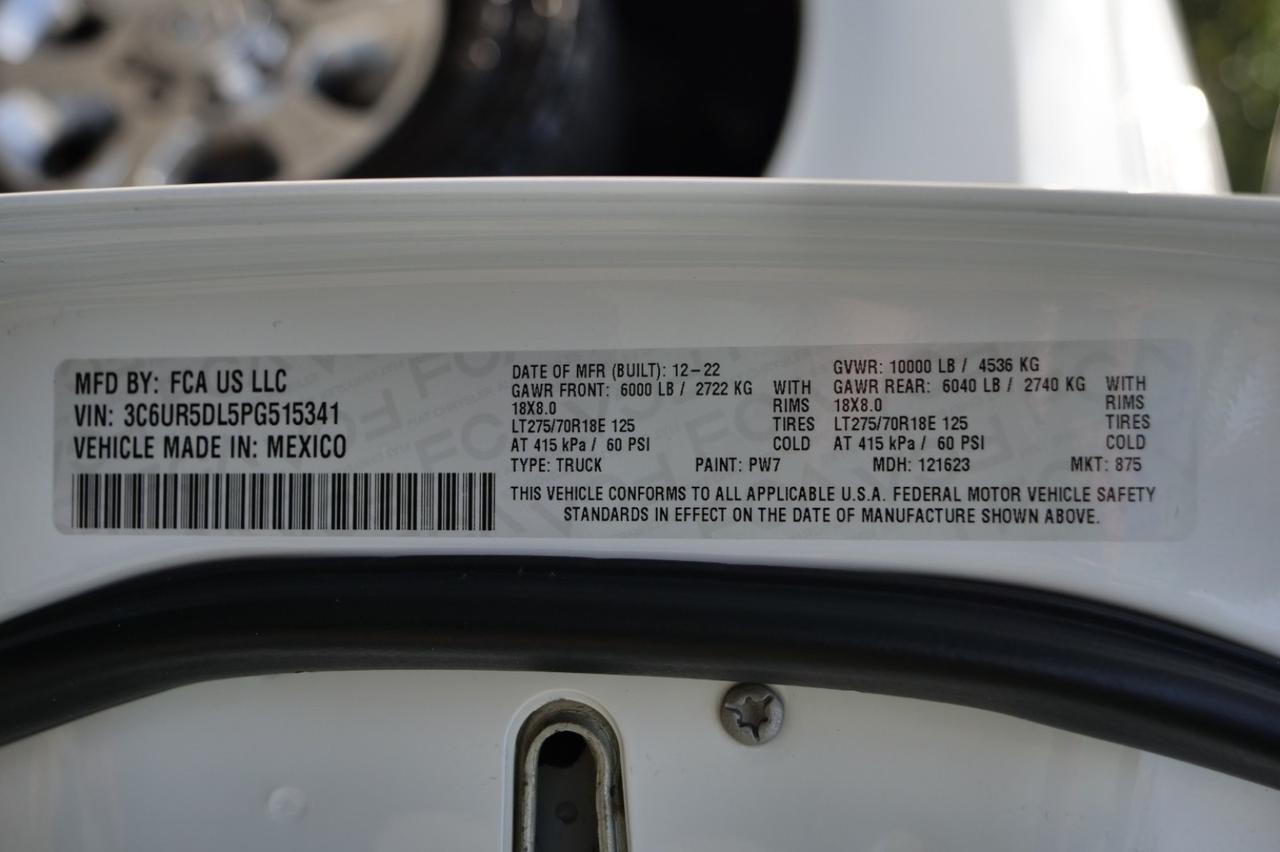 MFD BY: FCA US LLC
VIN: 3C6UR5DL5PG515341
VEHICLE MADE IN: MEXICO
DATE OF MFR (BUILT): 12-22 GVWR: 10000 LB / 4536 KG
GAWR FRONT: 6000 LB / 2722 KG WITH GAWR REAR: 6040 LB / 2740 KG WITH
18X8.0 RIMS 18X8.0 RIMS
LT275/70R18E 125 TIRES LT275/70R18E 125 TIRES
AT 415 kPa / 60 PSI COLD AT 415 kPa / 60 PSI COLD
TYPE: TRUCK PAINT: PW7 MDH: 121623 MKT: 875
THIS VEHICLE CONFORMS TO ALL APPLICABLE U.S.A. FEDERAL MOTOR VEHICLE SAFETY
STANDARDS IN EFFECT ON THE DATE OF MANUFACTURE SHOWN ABOVE.